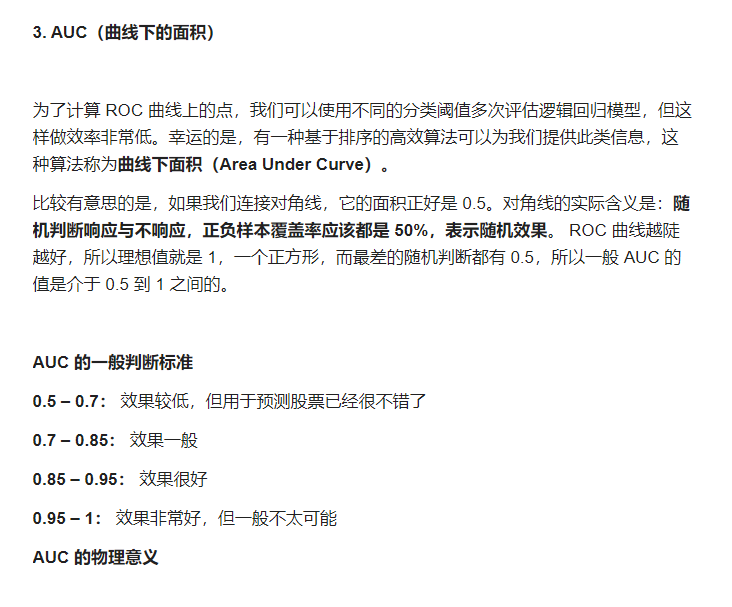 3. AUC（曲线下的面积）
为了计算 ROC 曲线上的点，我们可以使用不同的分类阈值多次评估逻辑回归模型，但这
样做效率非常低。幸运的是，有一种基于排序的高效算法可以为我们提供此类信息，这
种算法称为曲线下面积（Area Under Curve）。
比较有意思的是，如果我们连接对角线，它的面积正好是 0.5。对角线的实际含义是：随
机判断响应与不响应，正负样本覆盖率应该都是 50%，表示随机效果。 ROC 曲线越陡
越好，所以理想值就是 1，一个正方形，而最差的随机判断都有 0.5，所以一般 AUC 的
值是介于 0.5 到 1 之间的。
AUC 的一般判断标准
0.5 – 0.7： 效果较低，但用于预测股票已经很不错了
0.7 – 0.85： 效果一般
0.85 – 0.95： 效果很好
0.95 – 1： 效果非常好，但一般不太可能
AUC 的物理意义